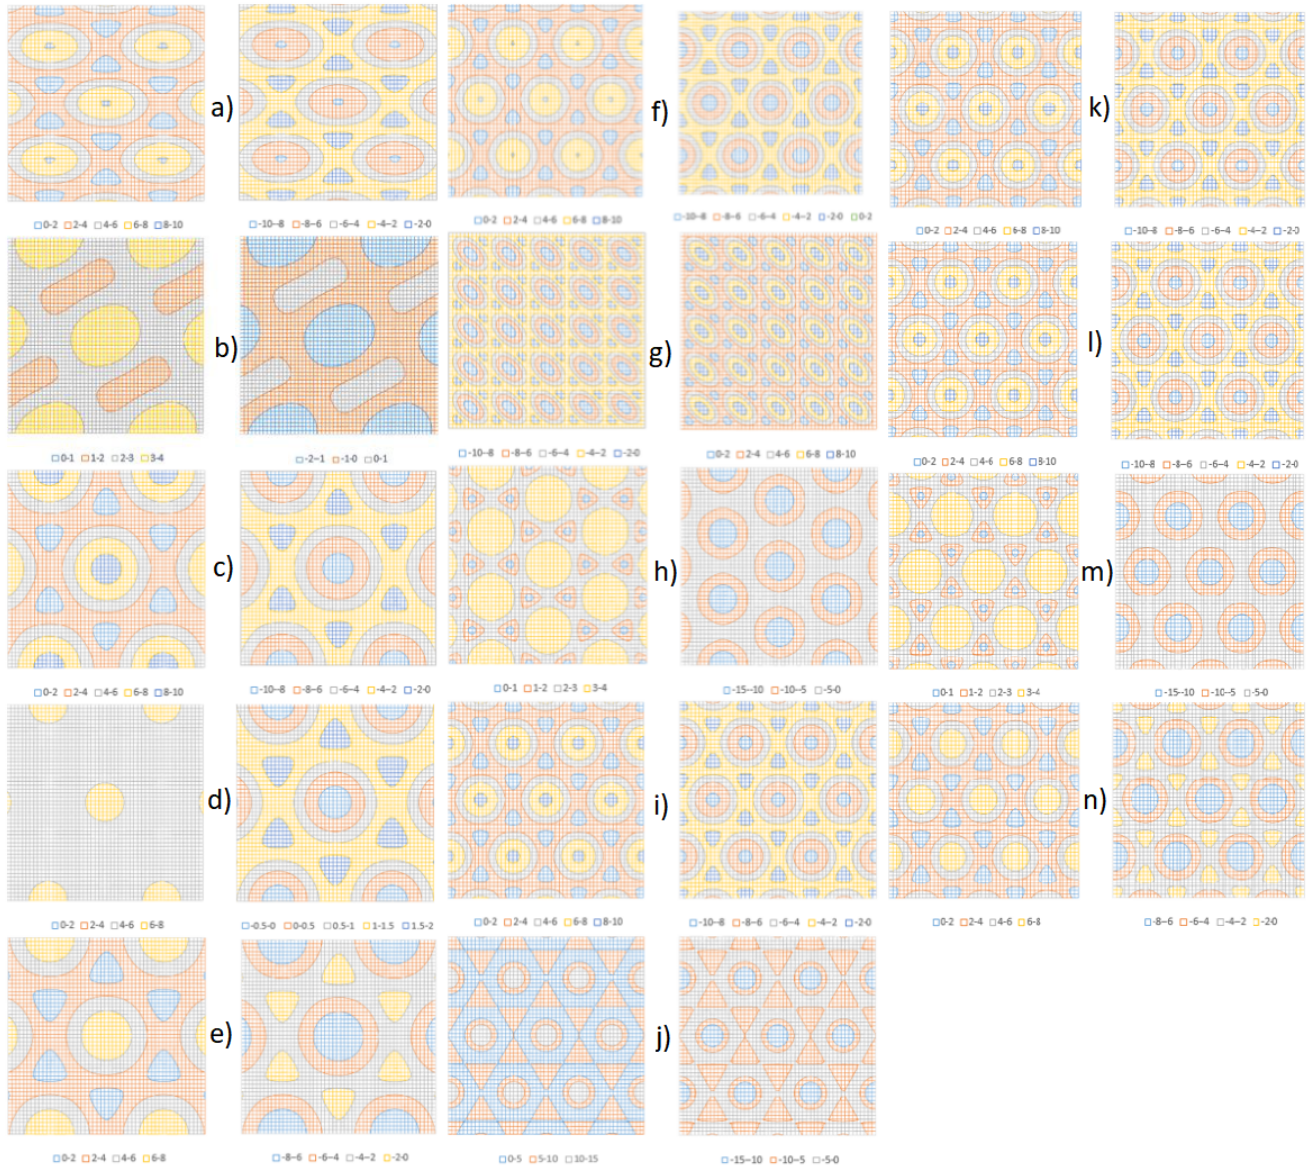 a)
f)
k)
0-2 2-4 4-6 6-8 8-10
-10--8 -8--6 -6--4 -4--2 -2-0
0-2 2-4 4-6 6-8 8-10
-10--8 -8--6 -6--4 -4--2 -2-0 0-2
0-2 2-4 4-6 6-8 8-10
-10--8 -8--6 -6--4 -4--2 -2-0
b)
g)
l)
0-1 1-2 2-3 3-4
-2--1 -1-0 0-1
-10--8 -8--6 -6--4 -4--2 -2-0
0-2 2-4 4-6 6-8 8-10
0-2 2-4 4-6 6-8 8-10
-10--8 -8--6 -6--4 -4--2 -2-0
c)
h)
m)
0-2 2-4 4-6 6-8 8-10
-10--8 -8--6 -6--4 -4--2 -2-0
0-1 1-2 2-3 3-4
-15--10 -10--5 -5-0
0-1 1-2 2-3 3-4
-15--10 -10--5 -5-0
d)
i)
n)
0-2 2-4 4-6 6-8
-0.5-0 0-0.5 0.5-1 1-1.5 1.5-2
0-2 2-4 4-6 6-8 8-10
-10--8 -8--6 -6--4 -4--2 -2-0
0-2 2-4 4-6 6-8
-8--6 -6--4 -4--2 -2-0
e)
j)
0-2 2-4 4-6 6-8
-8--6 -6--4 -4--2 -2-0
0-5 5-10 10-15
-15--10 -10--5 -5-0